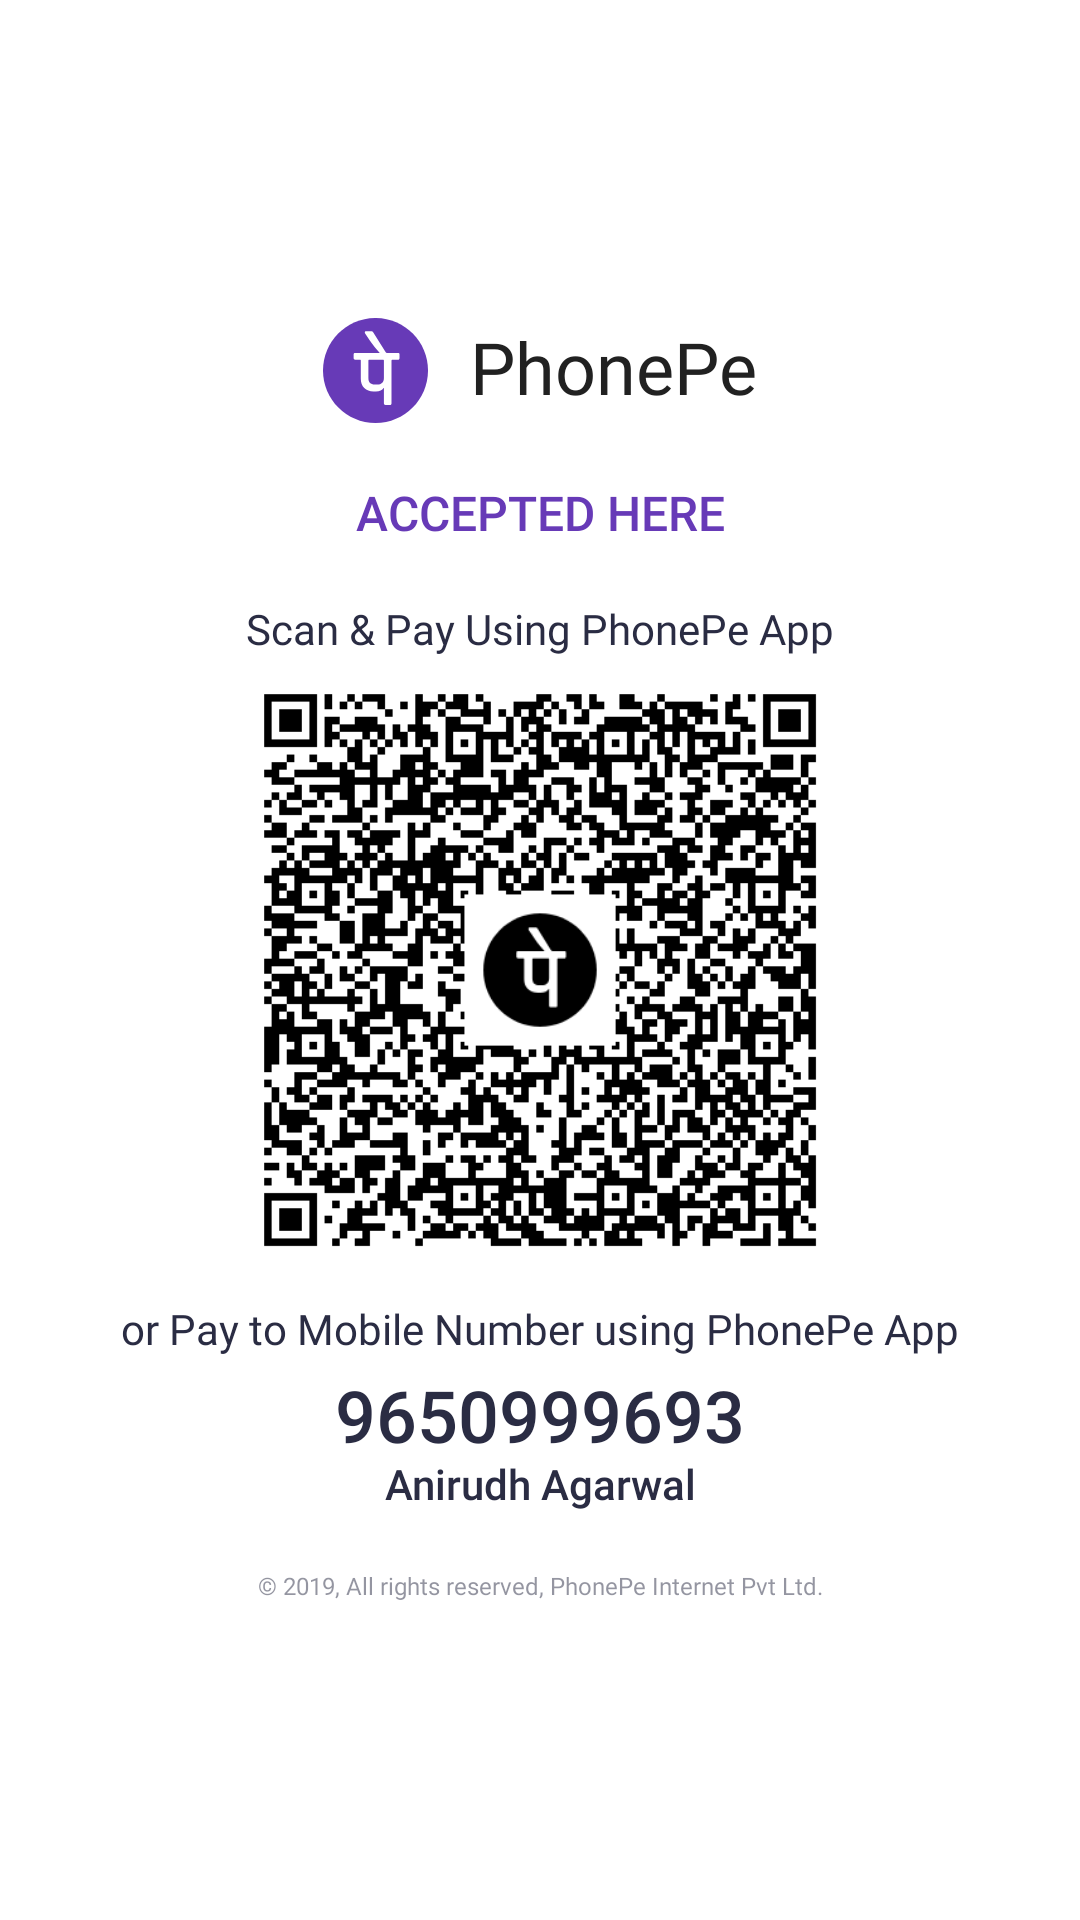 पे PhonePe
ACCEPTED HERE
Scan & Pay Using PhonePe App
पे
or Pay to Mobile Number using PhonePe App
9650999693
Anirudh Agarwal
© 2019, All rights reserved, PhonePe Internet Pvt Ltd.